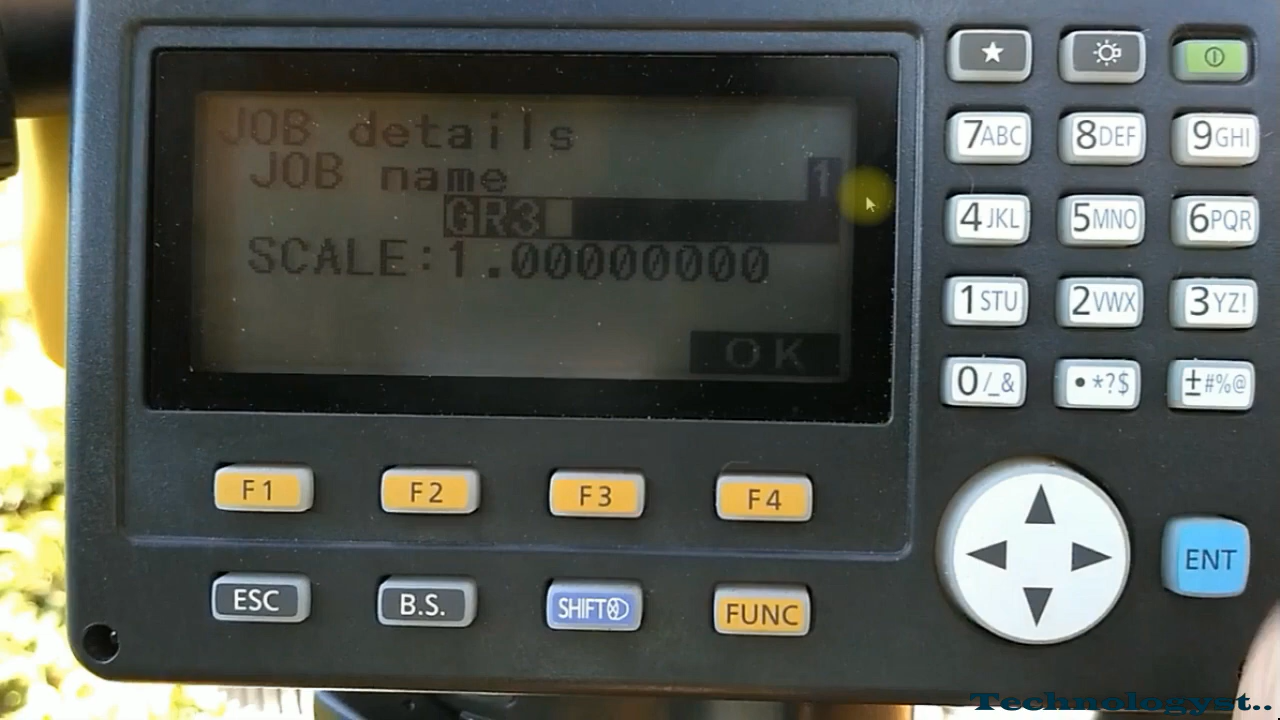 JOB details
JOB name 1
GR3
SCALE:1.00000000
OK
★
7ABC 8DEF 9GHI
4JKL 5MNO 6PQR
1STU 2VWX 3YZ!
0/_& •*?$ ±#%@
F1 F2 F3 F4
ESC B.S. SHIFT FUNC
ENT
Technologyst..